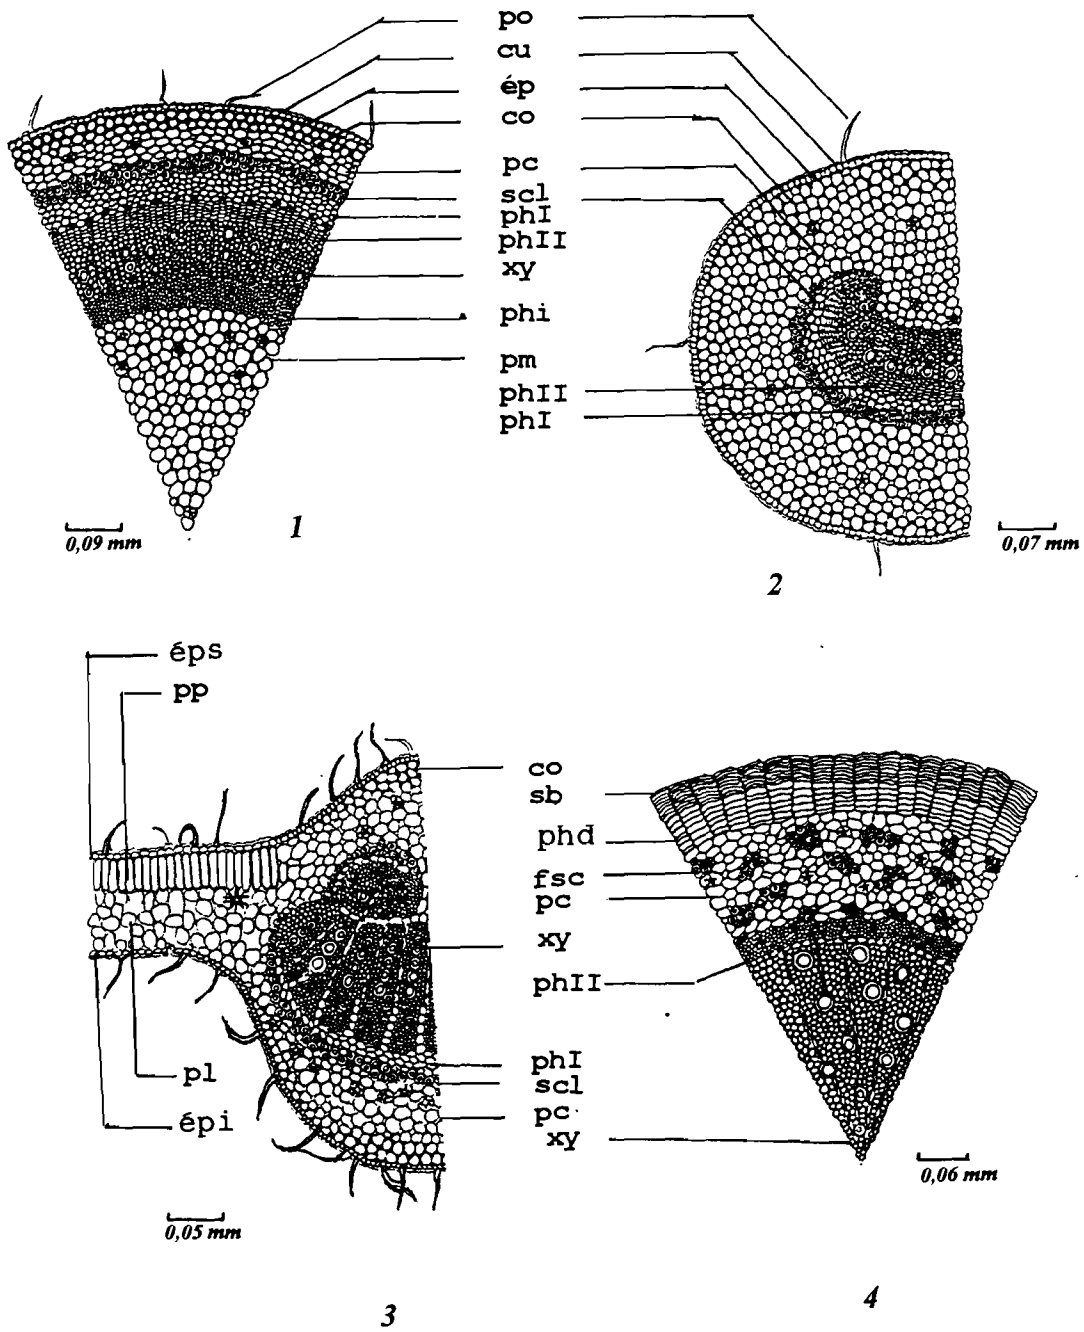 po
cu
ép
co
pc
scl
phI
phII
xy
phi
pm
phII
phI
0,09 mm
1
0,07 mm
2
éps
pp
pl
épi
co
sb
phd
fsc
pc
xy
phII
phI
scl
pc
xy
0,05 mm
3
0,06 mm
4